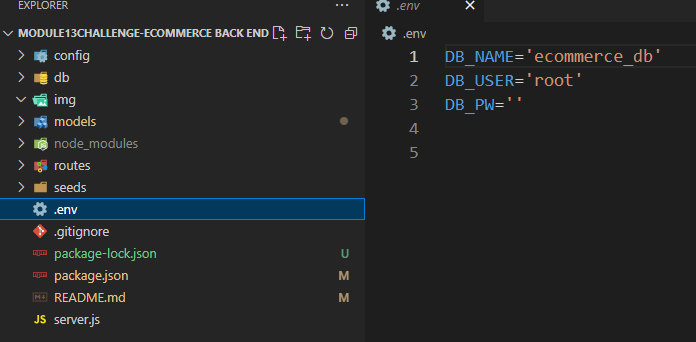 EXPLORER
MODULE13CHALLENGE-ECOMMERCE BACK END
config
db
img
models
node_modules
routes
seeds
.env
.gitignore
package-lock.json U
package.json M
README.md M
JS server.js
.env
.env
1 DB_NAME='ecommerce_db'
2 DB_USER='root'
3 DB_PW=''
4
5